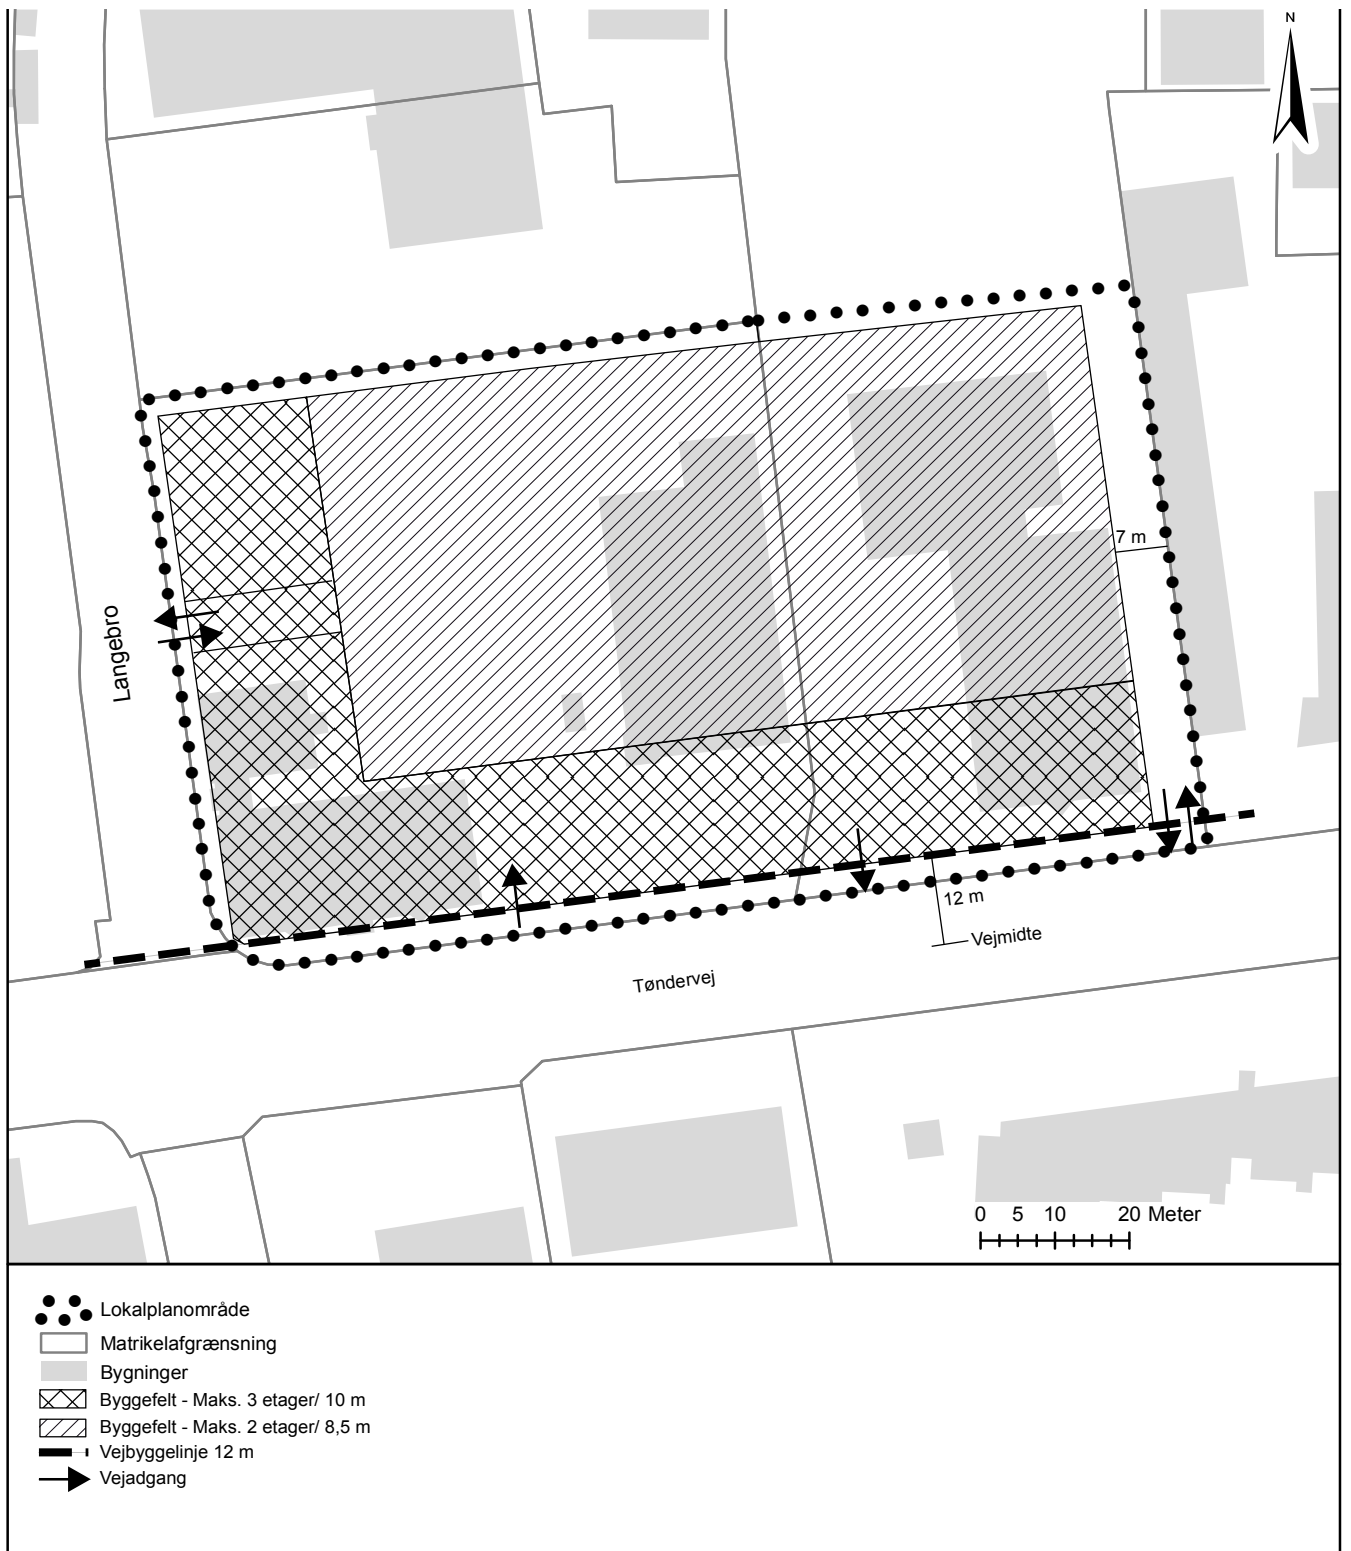 N
7 m
Langebro
12 m
Vejmidte
Tøndervej
0 5 10 20 Meter
Lokalplanområde
Matrikelafgrænsning
Bygninger
Byggefelt - Maks. 3 etager/ 10 m
Byggefelt - Maks. 2 etager/ 8,5 m
Vejbyggelinje 12 m
Vejadgang